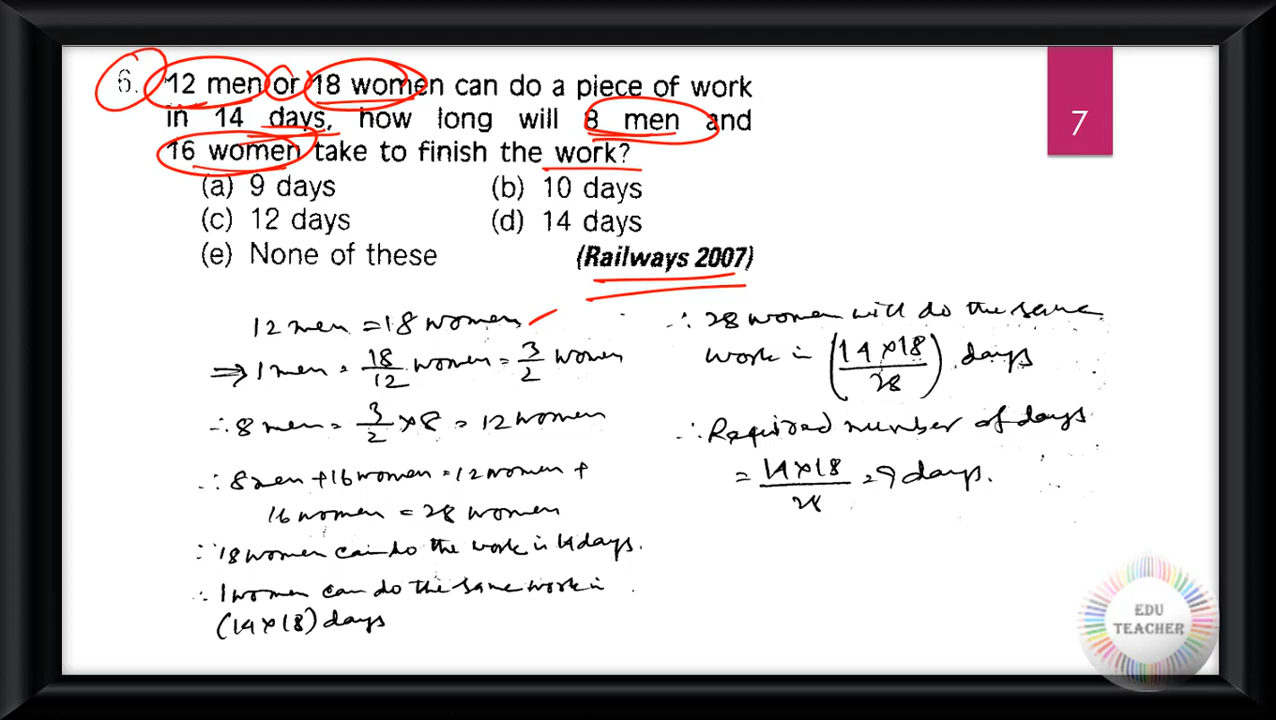 6. 12 men or 18 women can do a piece of work
in 14 days, how long will 8 men and
16 women take to finish the work?
(a) 9 days (b) 10 days
(c) 12 days (d) 14 days
(e) None of these (Railways 2007)
7
12 men = 18 women
⇒ 1 men = 18/12 women = 3/2 women
∴ 8 men = 3/2 × 8 = 12 women
∴ 8 men + 16 women = 12 women +
16 women = 28 women
∵ 18 women can do the work in 14 days.
∴ 1 women can do the same work in
(14 × 18) days
∴ 28 women will do the same
work in (14 × 18 / 28) days
∴ Required number of days
= 14 × 18 / 28 = 9 days.
EDU
TEACHER